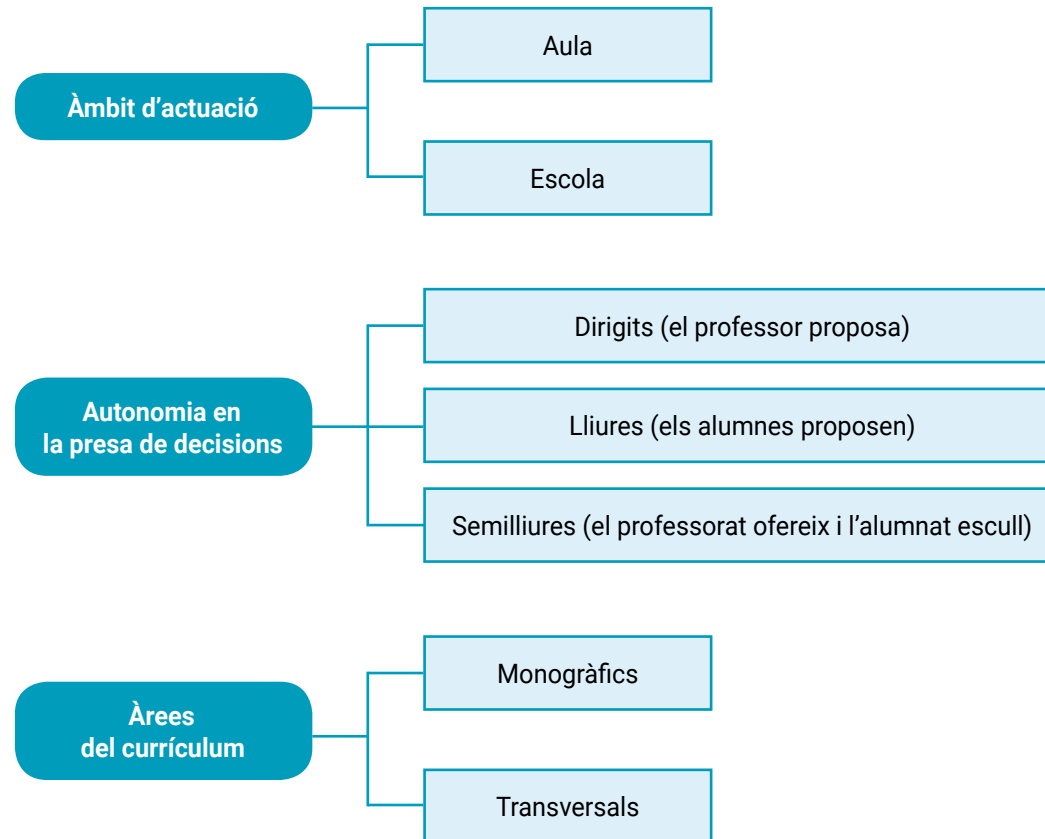 Àmbit d’actuació
Aula
Escola
Autonomia en
la presa de decisions
Dirigits (el professor proposa)
Lliures (els alumnes proposen)
Semilliures (el professorat ofereix i l’alumnat escull)
Àrees
del currículum
Monogràfics
Transversals